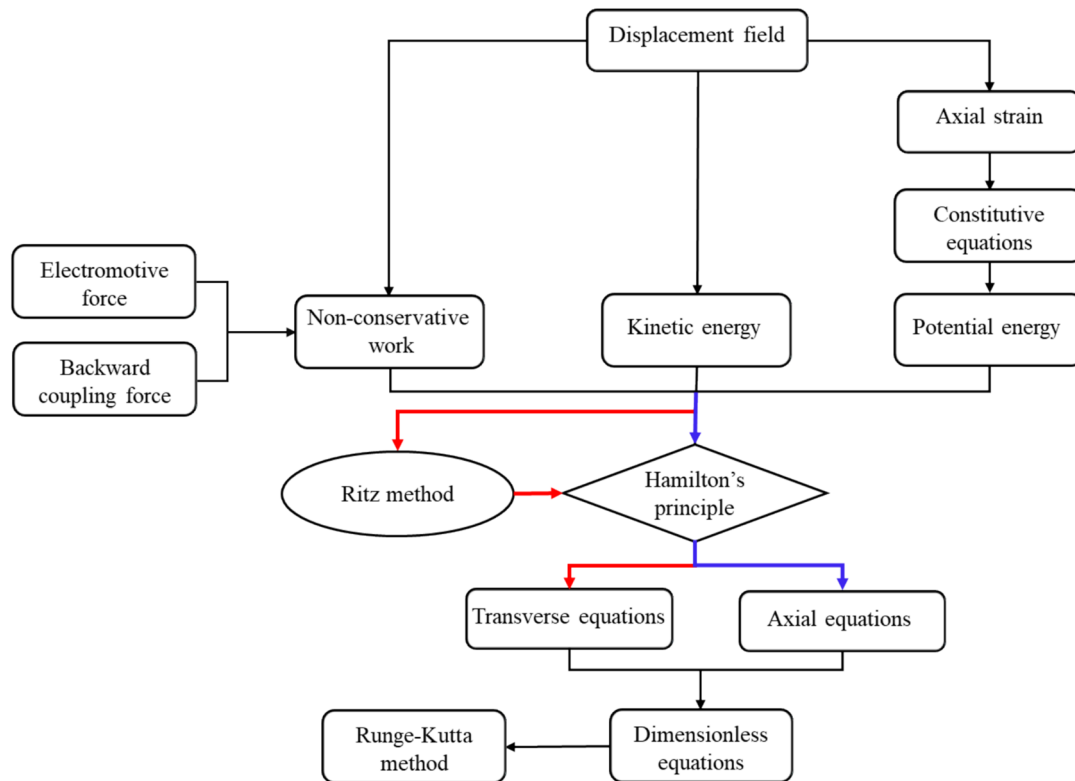 Displacement field
Axial strain
Constitutive
equations
Electromotive
force
Backward
coupling force
Non-conservative
work
Kinetic energy
Potential energy
Ritz method
Hamilton’s
principle
Transverse equations
Axial equations
Dimensionless
equations
Runge-Kutta
method